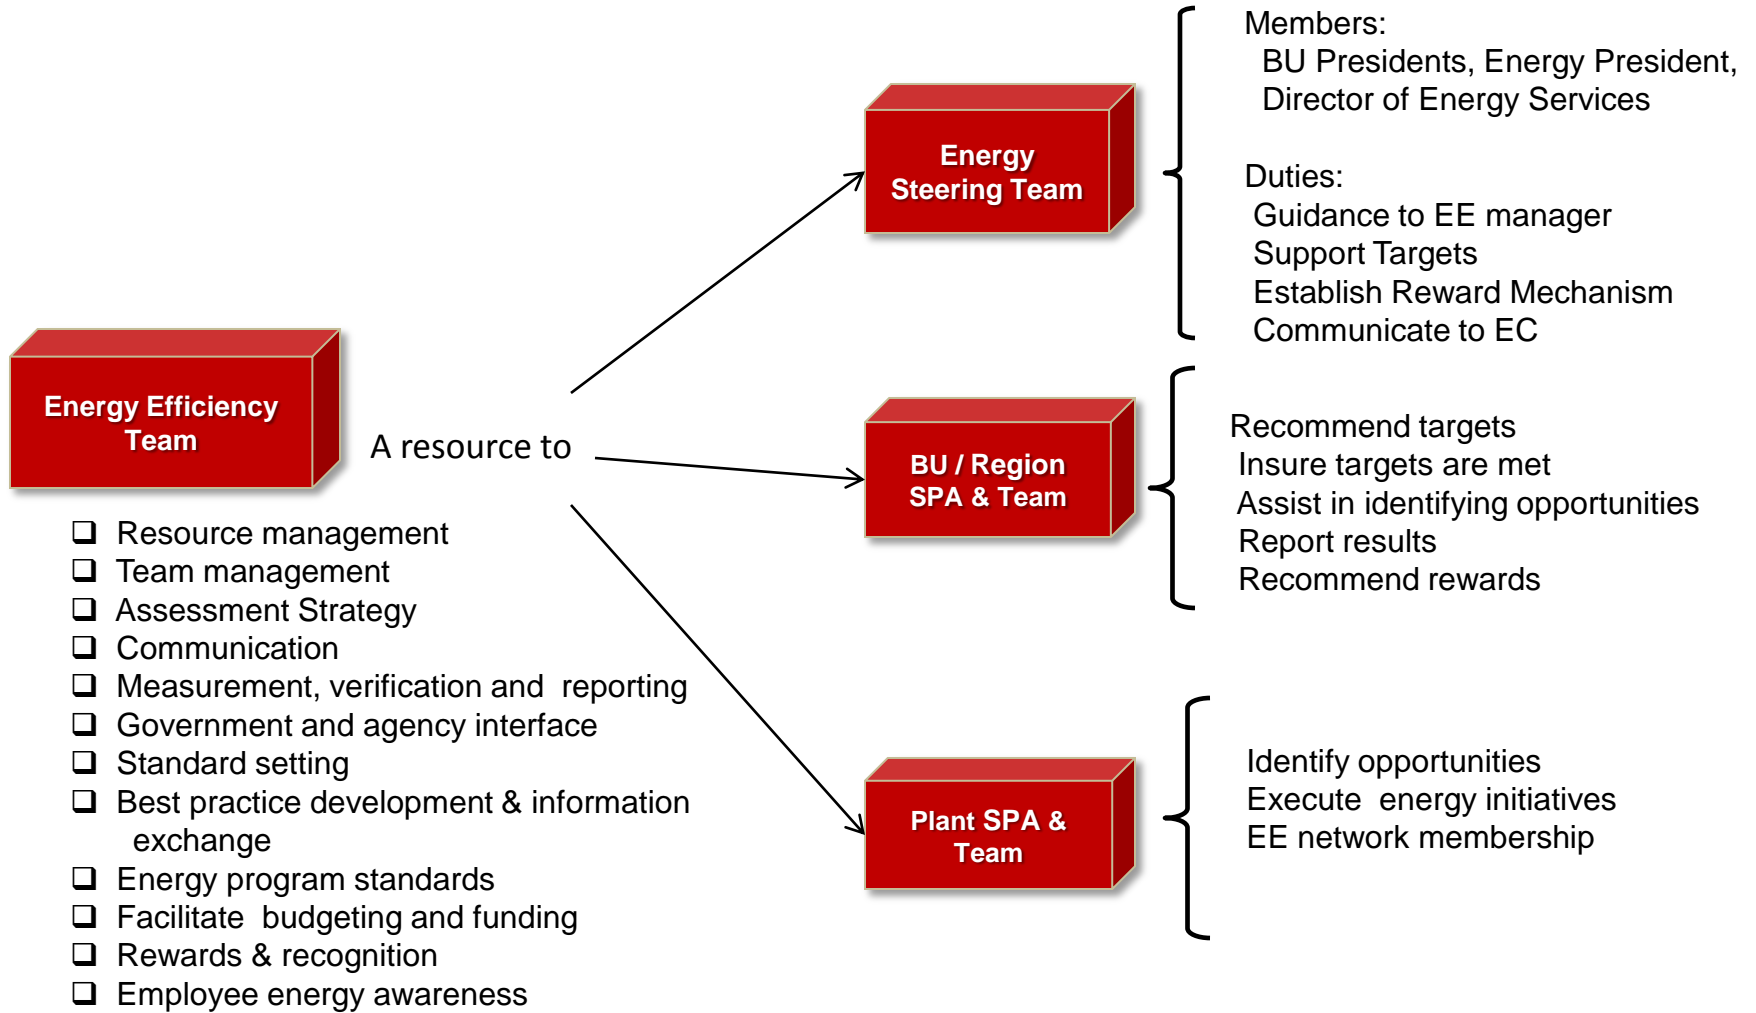 Energy Efficiency
Team
A resource to
❑ Resource management
❑ Team management
❑ Assessment Strategy
❑ Communication
❑ Measurement, verification and  reporting
❑ Government and agency interface
❑ Standard setting
❑ Best practice development & information
exchange
❑ Energy program standards
❑ Facilitate  budgeting and funding
❑ Rewards & recognition
❑ Employee energy awareness
Energy
Steering Team
Members:
BU Presidents, Energy President,
Director of Energy Services
Duties:
Guidance to EE manager
Support Targets
Establish Reward Mechanism
Communicate to EC
BU / Region
SPA & Team
Recommend targets
Insure targets are met
Assist in identifying opportunities
Report results
Recommend rewards
Plant SPA &
Team
Identify opportunities
Execute  energy initiatives
EE network membership